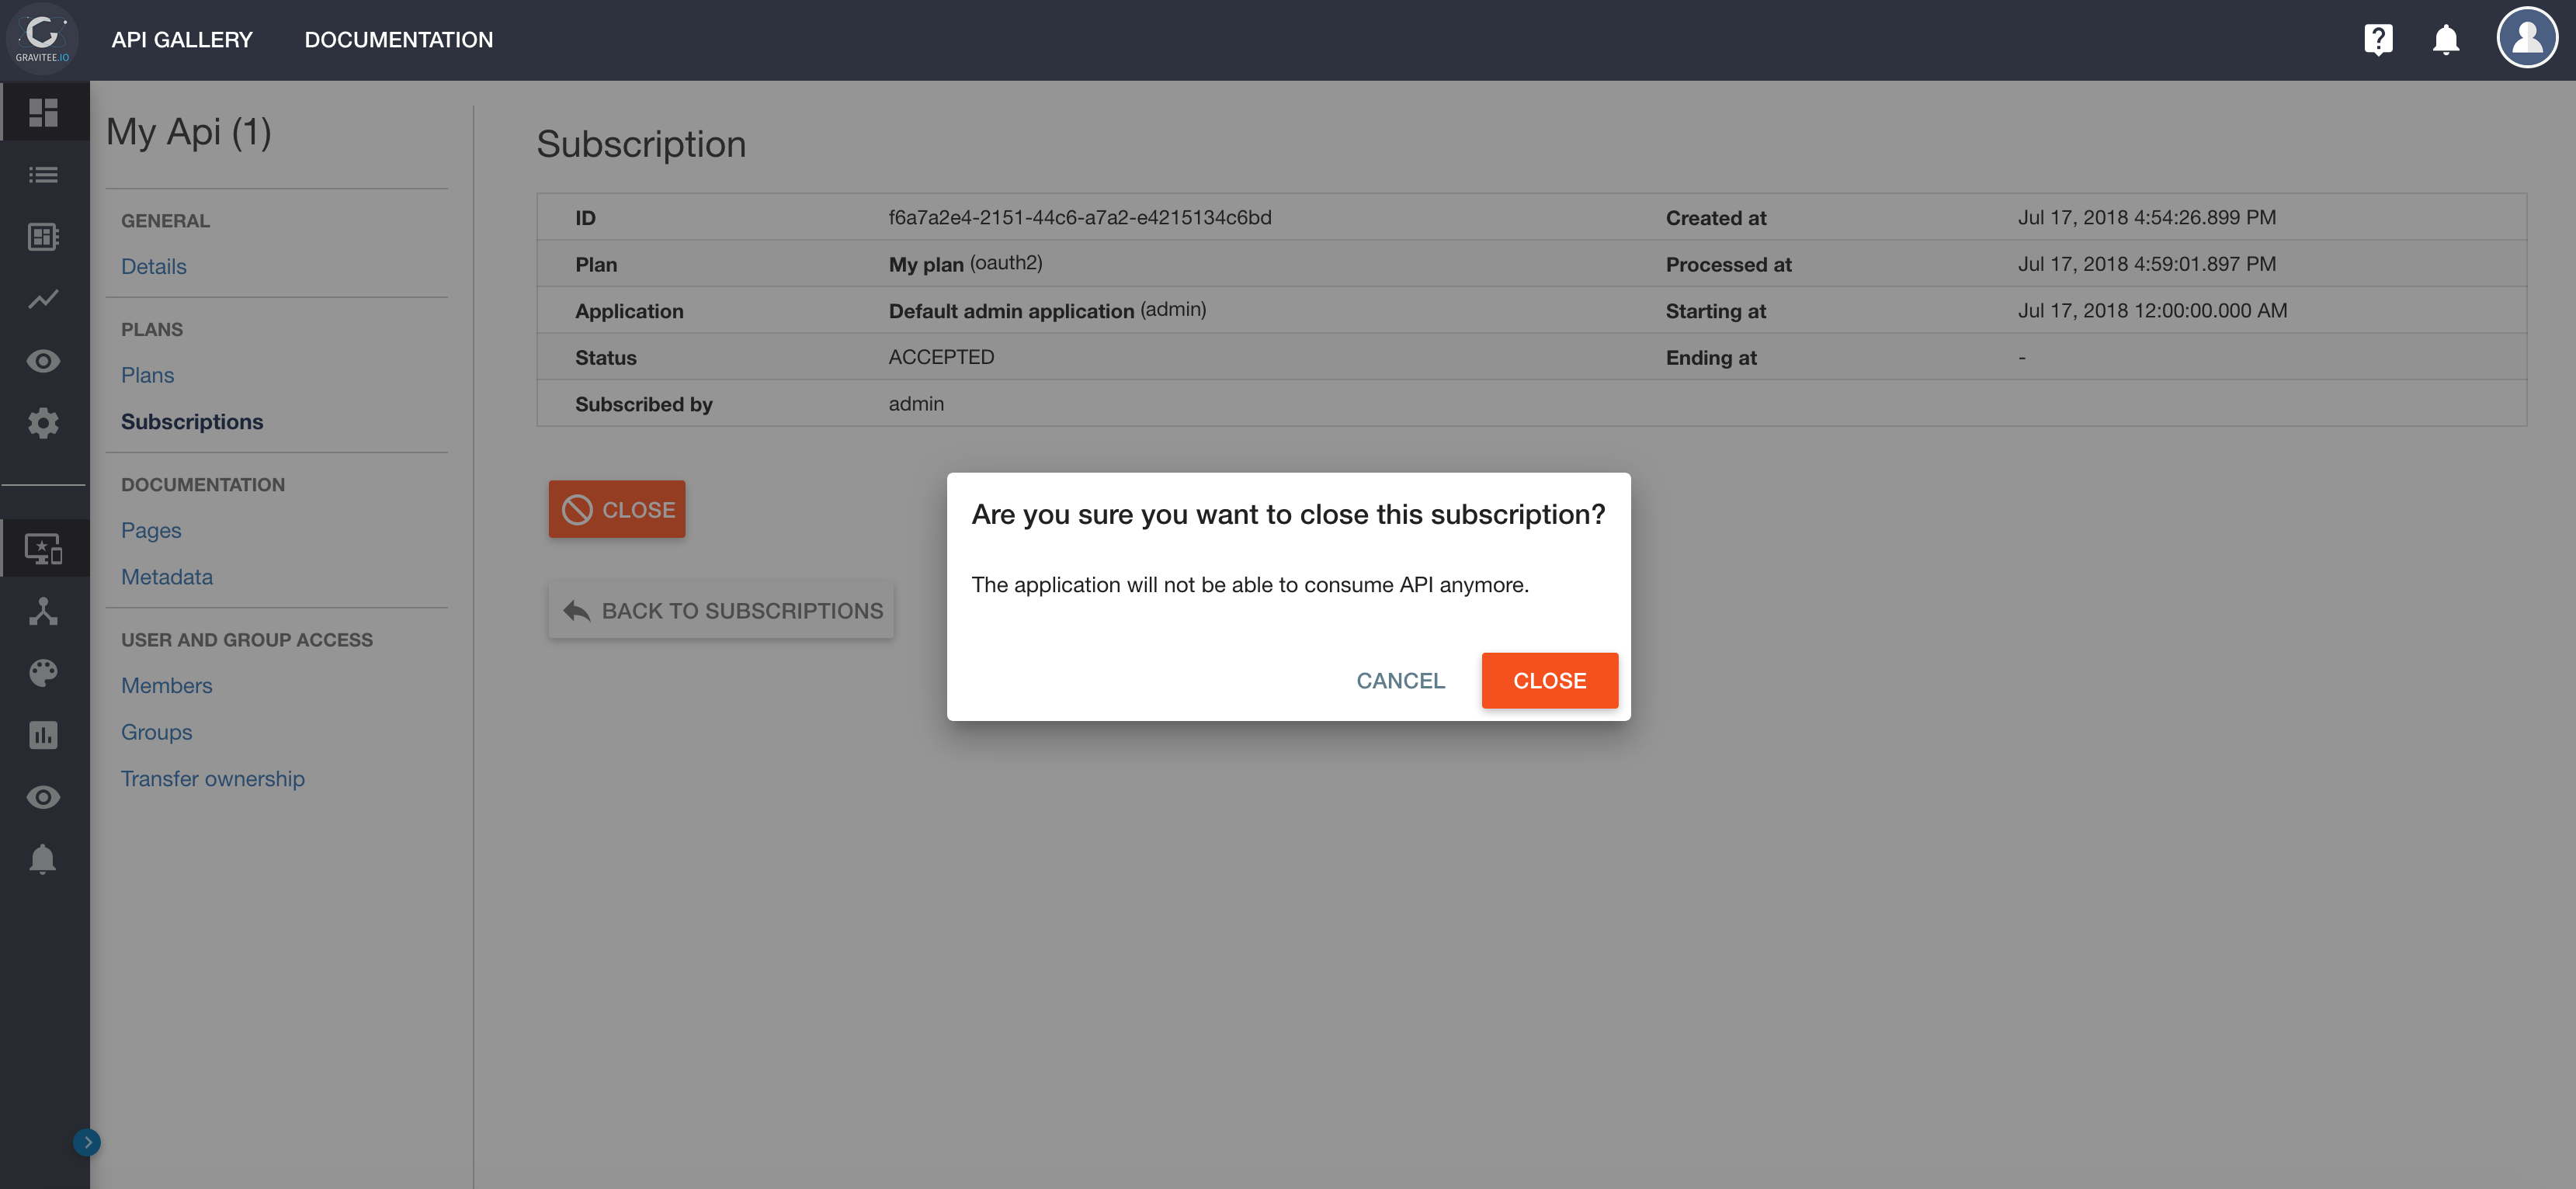 GRAVITEE.IO
API GALLERY DOCUMENTATION
My Api (1)
GENERAL
Details
PLANS
Plans
Subscriptions
DOCUMENTATION
Pages
Metadata
USER AND GROUP ACCESS
Members
Groups
Transfer ownership
Subscription
ID f6a7a2e4-2151-44c6-a7a2-e4215134c6bd Created at Jul 17, 2018 4:54:26.899 PM
Plan My plan (oauth2) Processed at Jul 17, 2018 4:59:01.897 PM
Application Default admin application (admin) Starting at Jul 17, 2018 12:00:00.000 AM
Status ACCEPTED Ending at -
Subscribed by admin
CLOSE
BACK TO SUBSCRIPTIONS
Are you sure you want to close this subscription?
The application will not be able to consume API anymore.
CANCEL CLOSE